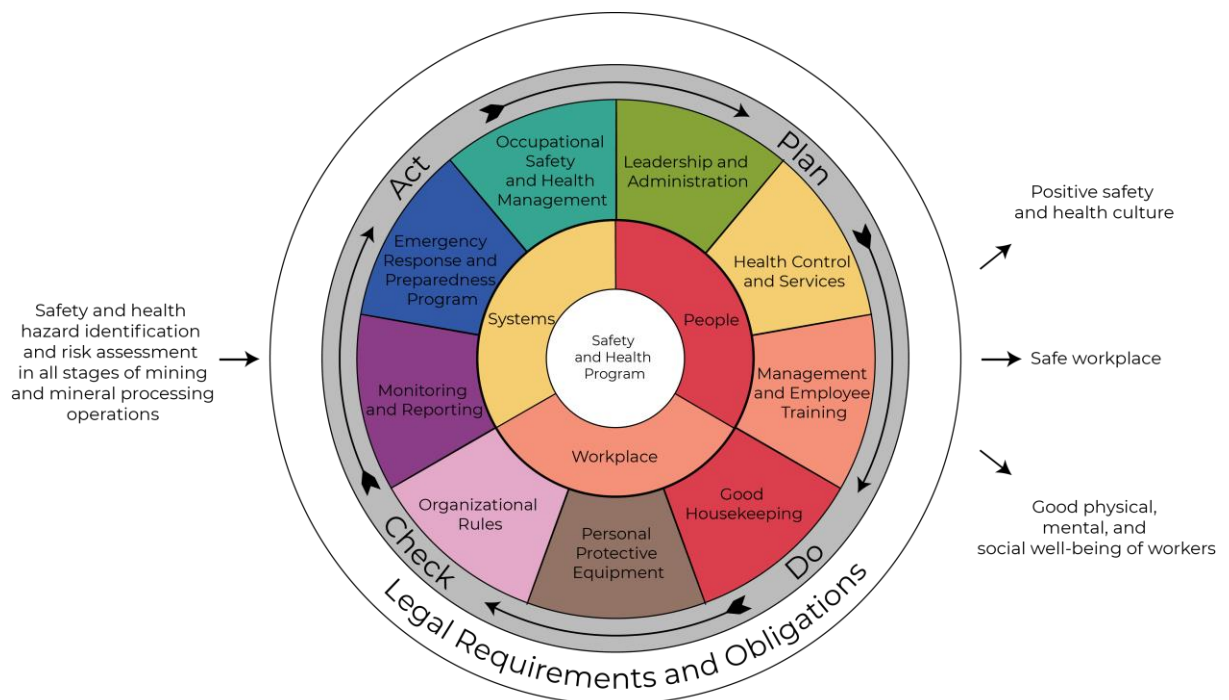 Safety and health
hazard identification
and risk assessment
in all stages of mining
and mineral processing
operations
Act
Plan
Do
Check
Occupational
Safety
and Health
Management
Leadership and
Administration
Health Control
and Services
Management
and Employee
Training
Good
Housekeeping
Personal
Protective
Equipment
Organizational
Rules
Monitoring
and Reporting
Emergency
Response and
Preparedness
Program
Systems
People
Workplace
Safety
and Health
Program
Legal Requirements and Obligations
Positive safety
and health culture
Safe workplace
Good physical,
mental, and
social well-being of workers